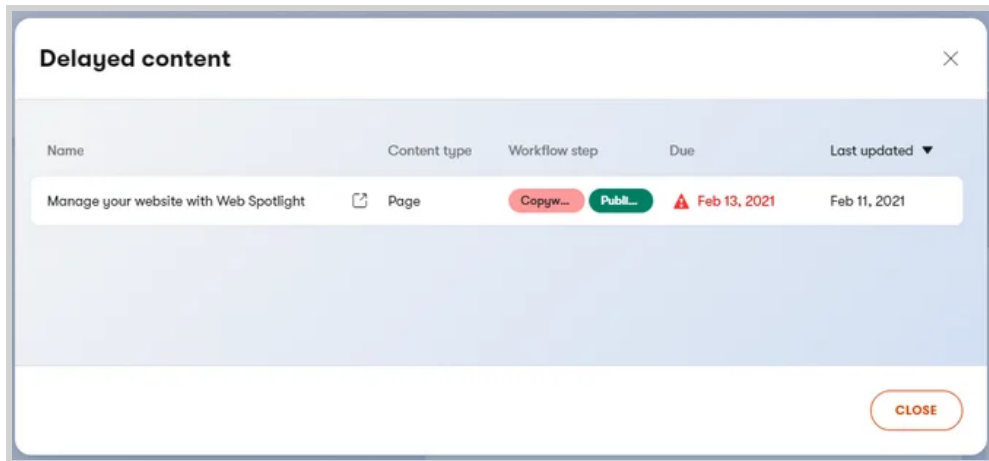 Delayed content
Name Content type Workflow step Due Last updated
Manage your website with Web Spotlight Page Copyw... Publi... Feb 13, 2021 Feb 11, 2021
CLOSE